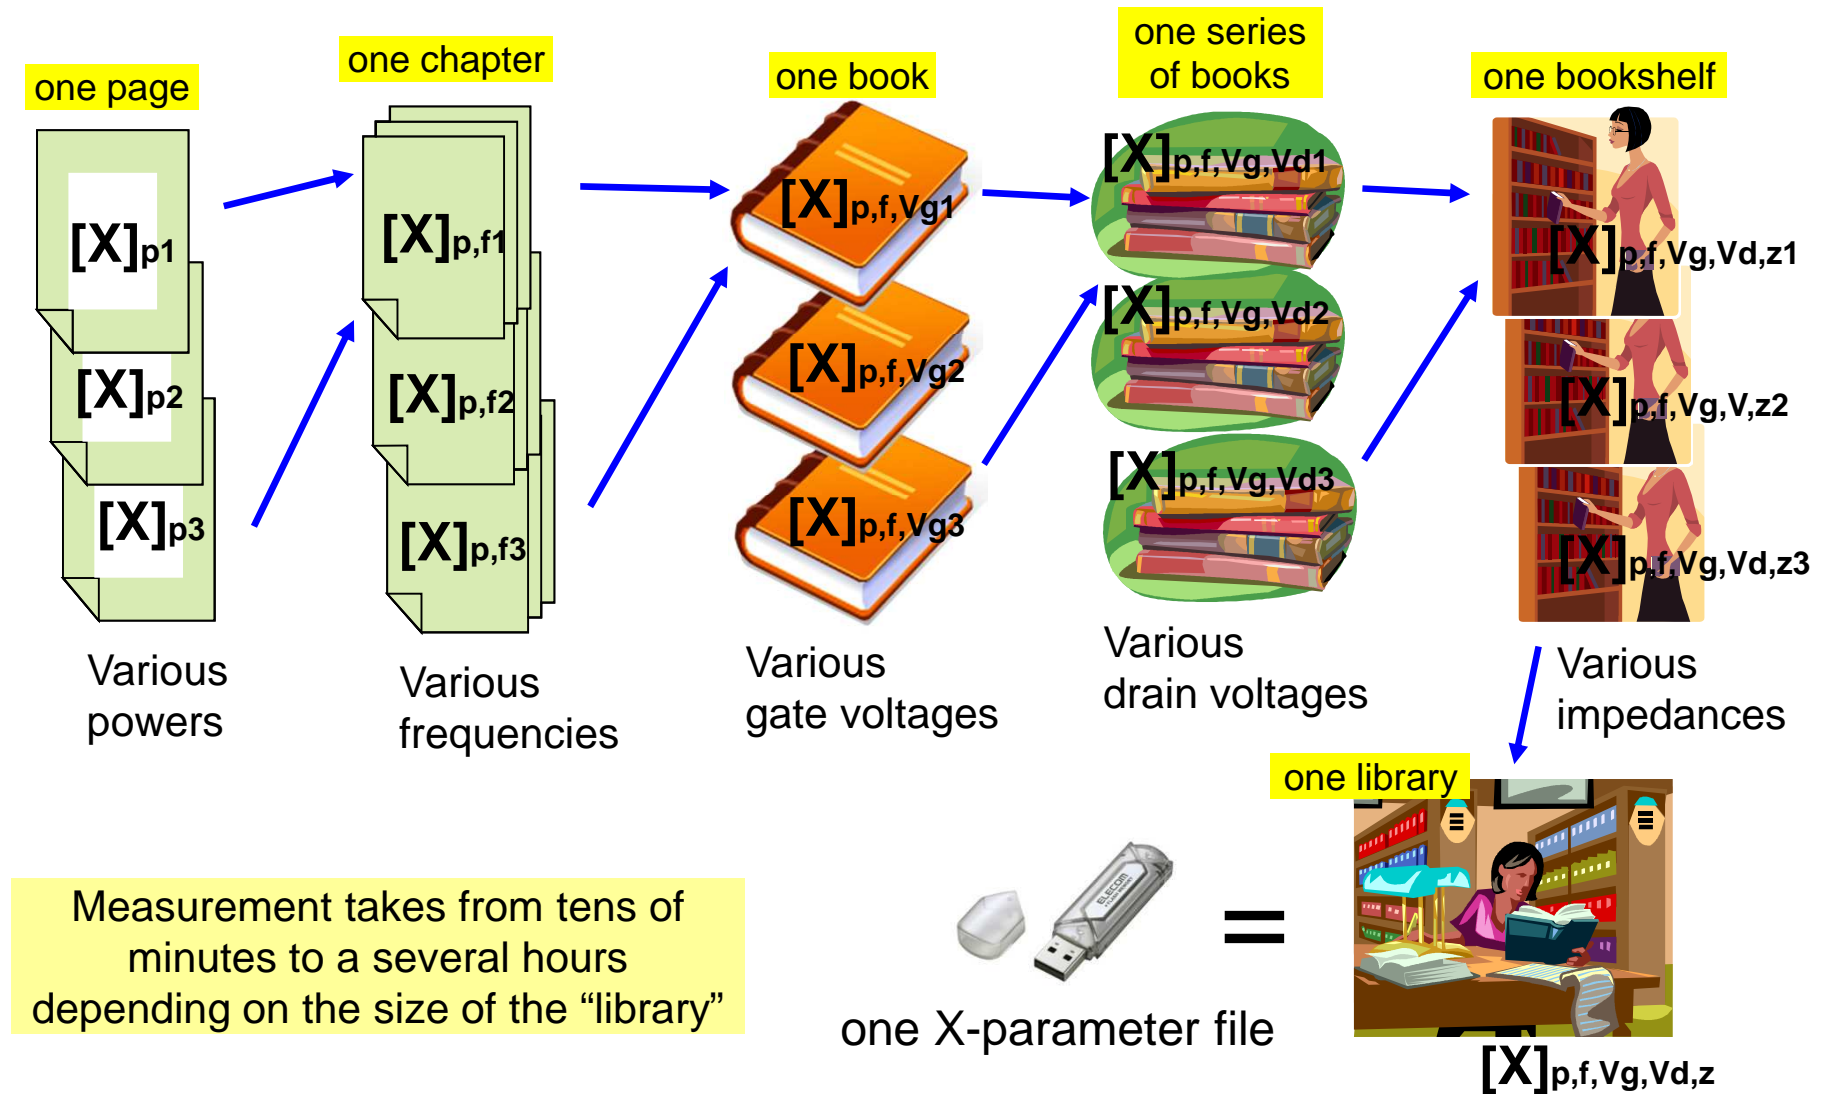 one page
one chapter
one book
one series
of books
one bookshelf
[X]p1
[X]p2
[X]p3
[X]p,f1
[X]p,f2
[X]p,f3
[X]p,f,Vg1
[X]p,f,Vg2
[X]p,f,Vg3
[X]p,f,Vg,Vd1
[X]p,f,Vg,Vd2
[X]p,f,Vg,Vd3
[X]p,f,Vg,Vd,z1
[X]p,f,Vg,V,z2
[X]p,f,Vg,Vd,z3
Various
powers
Various
frequencies
Various
gate voltages
Various
drain voltages
Various
impedances
one library
Measurement takes from tens of
minutes to a several hours
depending on the size of the “library”
ELECOM
=
one X-parameter file
[X]p,f,Vg,Vd,z